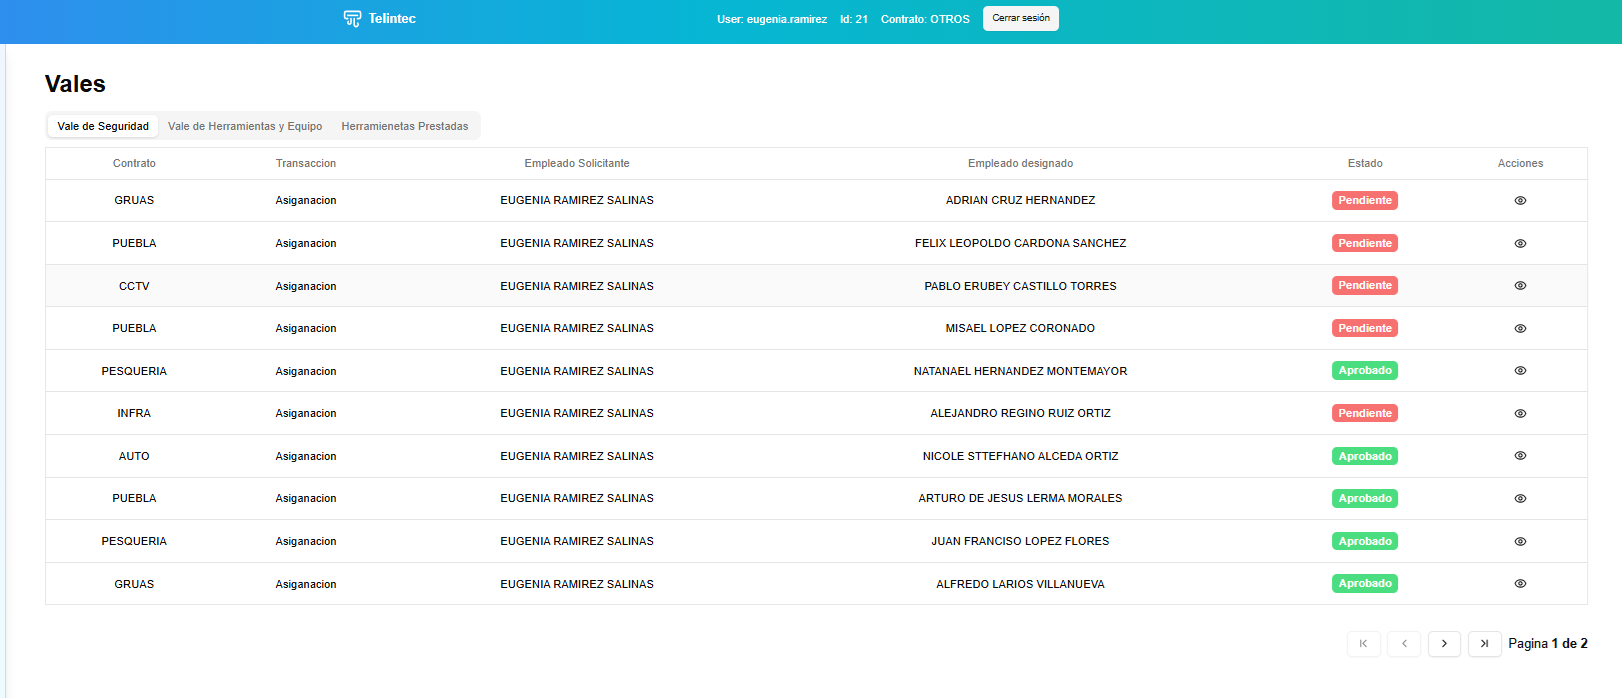 Telintec User: eugenia.ramirez Id: 21 Contrato: OTROS Cerrar sesión
Vales
Vale de Seguridad Vale de Herramientas y Equipo Herramienetas Prestadas
Contrato Transaccion Empleado Solicitante Empleado designado Estado Acciones
GRUAS Asiganacion EUGENIA RAMIREZ SALINAS ADRIAN CRUZ HERNANDEZ Pendiente
PUEBLA Asiganacion EUGENIA RAMIREZ SALINAS FELIX LEOPOLDO CARDONA SANCHEZ Pendiente
CCTV Asiganacion EUGENIA RAMIREZ SALINAS PABLO ERUBEY CASTILLO TORRES Pendiente
PUEBLA Asiganacion EUGENIA RAMIREZ SALINAS MISAEL LOPEZ CORONADO Pendiente
PESQUERIA Asiganacion EUGENIA RAMIREZ SALINAS NATANAEL HERNANDEZ MONTEMAYOR Aprobado
INFRA Asiganacion EUGENIA RAMIREZ SALINAS ALEJANDRO REGINO RUIZ ORTIZ Pendiente
AUTO Asiganacion EUGENIA RAMIREZ SALINAS NICOLE STTEFHANO ALCEDA ORTIZ Aprobado
PUEBLA Asiganacion EUGENIA RAMIREZ SALINAS ARTURO DE JESUS LERMA MORALES Aprobado
PESQUERIA Asiganacion EUGENIA RAMIREZ SALINAS JUAN FRANCISO LOPEZ FLORES Aprobado
GRUAS Asiganacion EUGENIA RAMIREZ SALINAS ALFREDO LARIOS VILLANUEVA Aprobado
Pagina 1 de 2